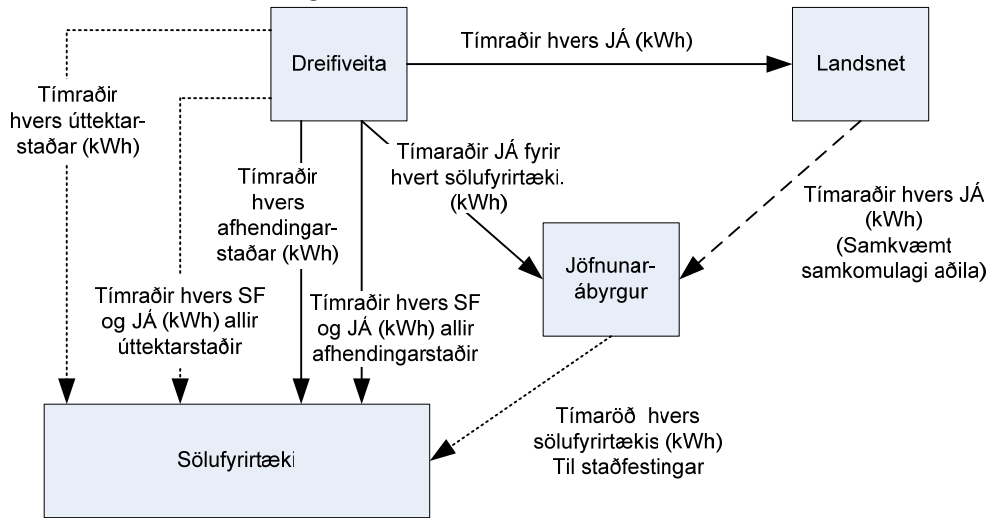 Dreifiveita
Tímraðir hvers JÁ (kWh)
Landsnet
Tímraðir
hvers úttektar-
staðar (kWh)
Tímraðir
hvers
afhendingar-
staðar (kWh)
Tímaraðir JÁ fyrir
hvert sölufyrirtæki.
(kWh)
Tímaraðir hvers JÁ
(kWh)
(Samkvæmt
samkomulagi aðila)
Jöfnunar-
ábyrgur
Tímraðir hvers SF
og JÁ (kWh) allir
úttektarstaðir
Tímraðir hvers SF
og JÁ (kWh) allir
afhendingarstaðir
Sölufyrirtæki
Tímaröð hvers
sölufyrirtækis (kWh)
Til staðfestingar